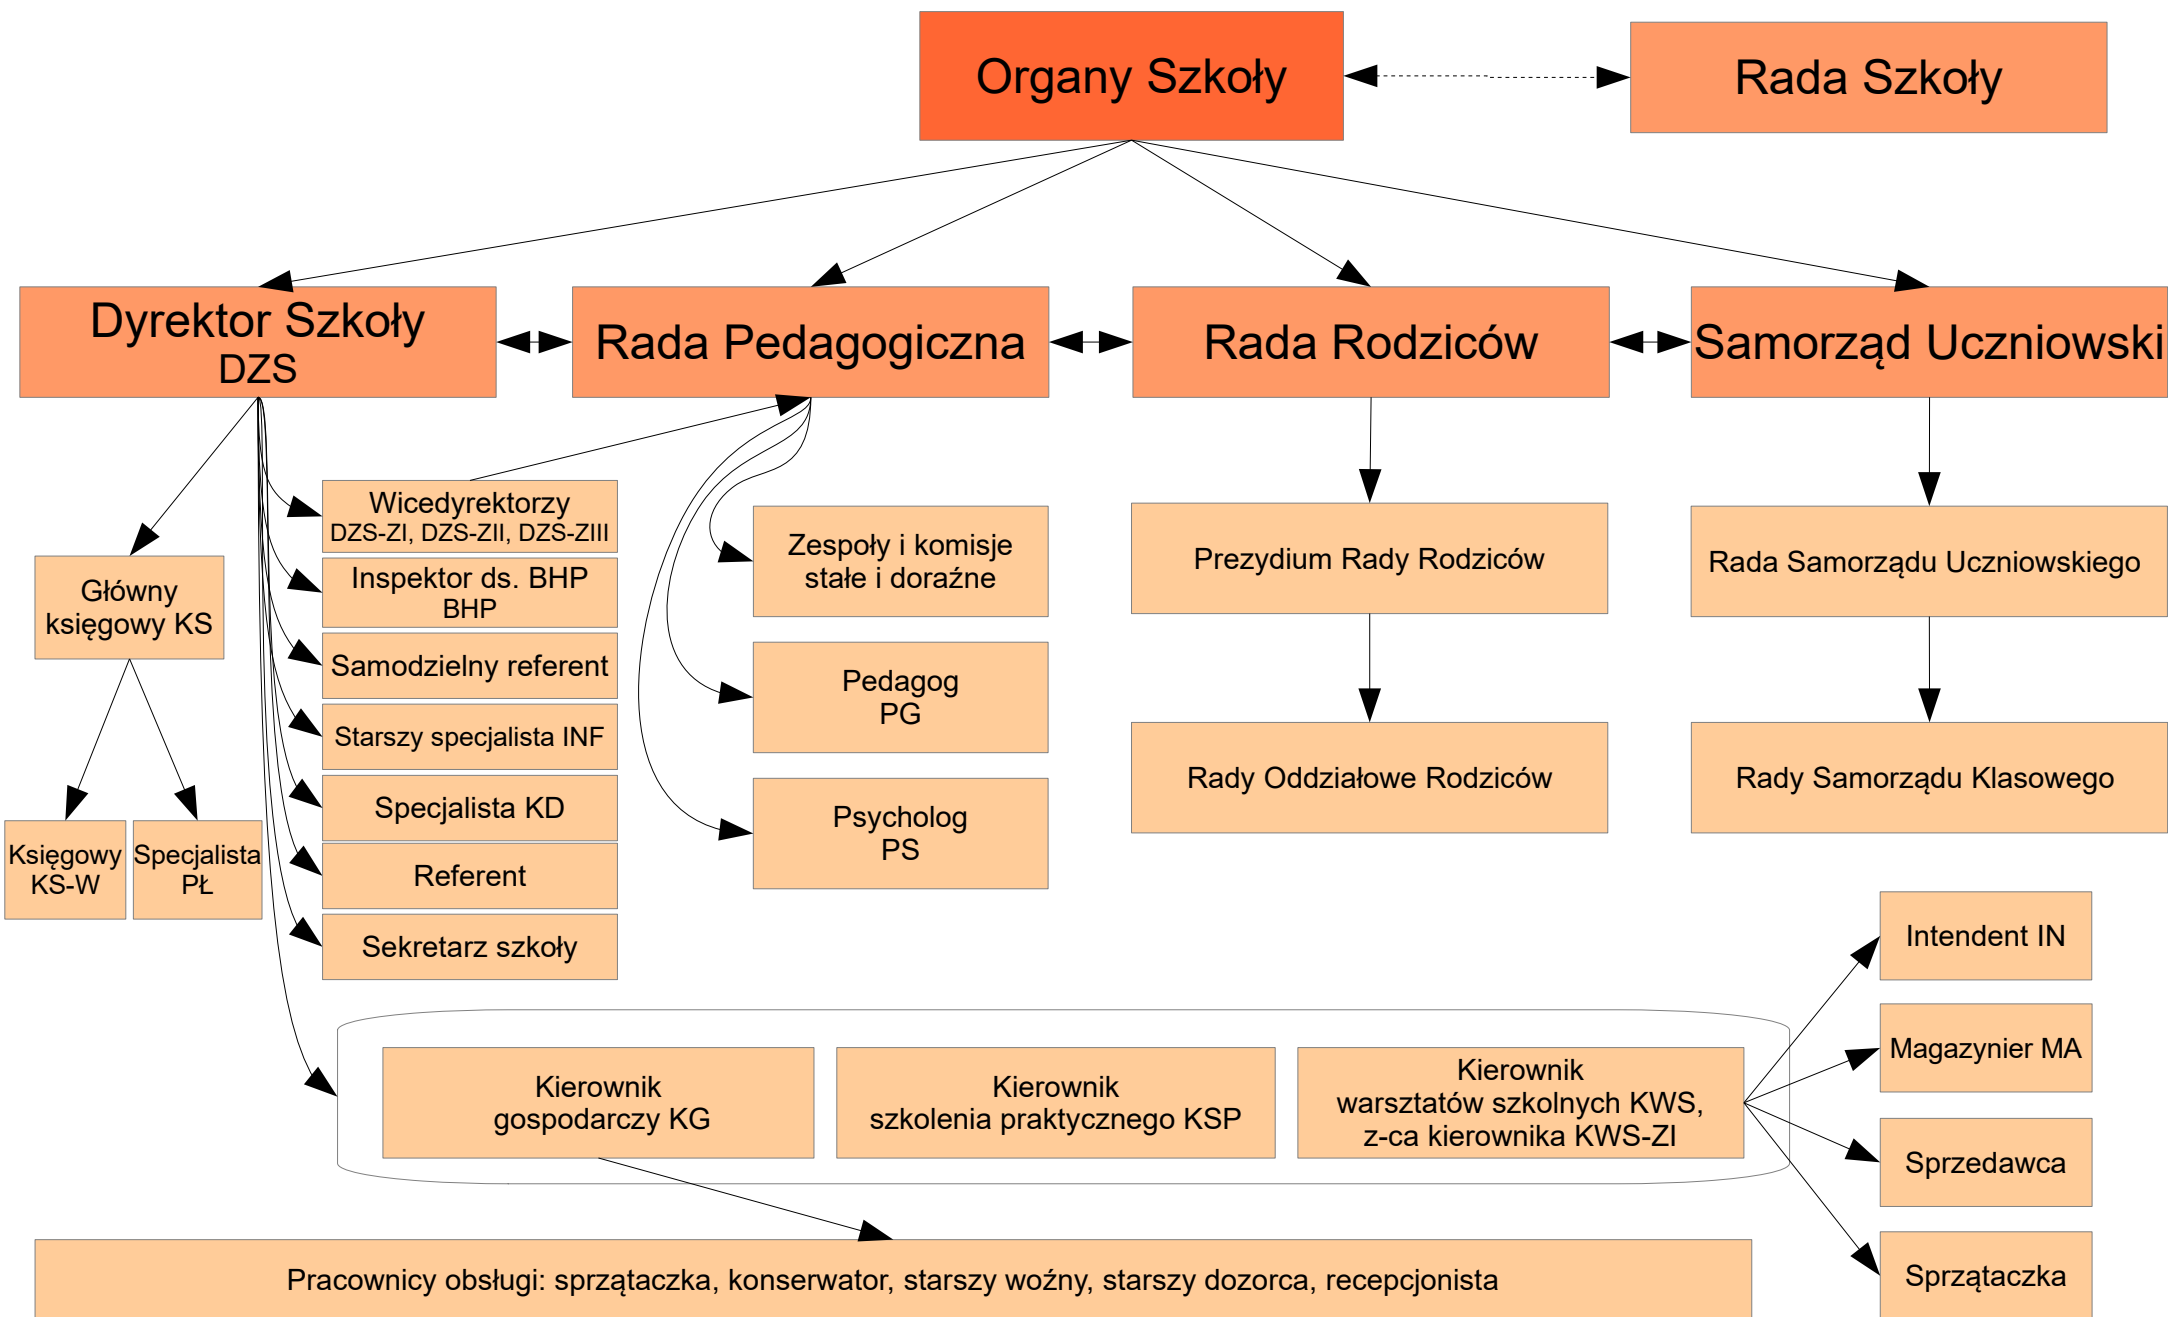 Organy Szkoły
Rada Szkoły
Dyrektor Szkoły
DZS
Rada Pedagogiczna
Rada Rodziców
Samorząd Uczniowski
Wicedyrektorzy
DZS-ZI, DZS-ZII, DZS-ZIII
Inspektor ds. BHP
BHP
Samodzielny referent
Starszy specjalista INF
Specjalista KD
Referent
Sekretarz szkoły
Główny
księgowy KS
Księgowy
KS-W
Specjalista
PŁ
Zespoły i komisje
stałe i doraźne
Pedagog
PG
Psycholog
PS
Prezydium Rady Rodziców
Rady Oddziałowe Rodziców
Rada Samorządu Uczniowskiego
Rady Samorządu Klasowego
Kierownik
gospodarczy KG
Kierownik
szkolenia praktycznego KSP
Kierownik
warsztatów szkolnych KWS,
z-ca kierownika KWS-ZI
Intendent IN
Magazynier MA
Sprzedawca
Sprzątaczka
Pracownicy obsługi: sprzątaczka, konserwator, starszy woźny, starszy dozorca, recepcjonista